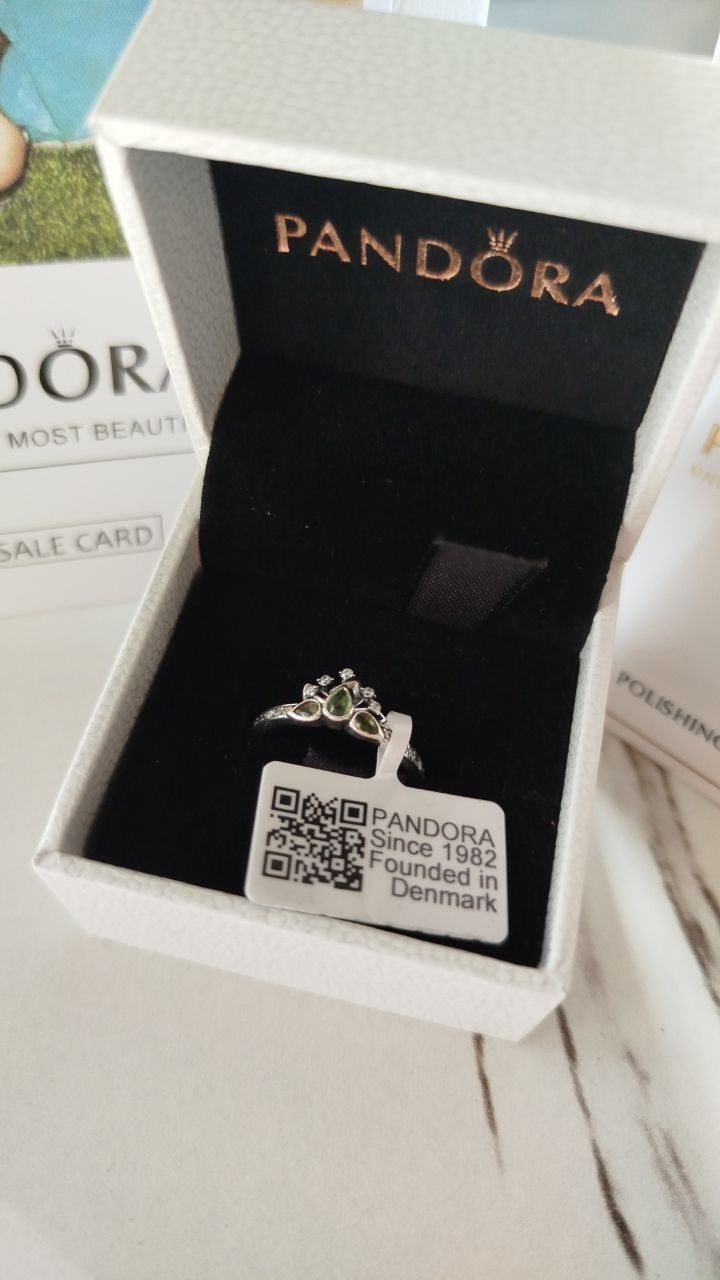 PANDORA
DORA
MOST BEAUTI
SALE CARD
POLISHING
PANDORA
Since 1982
Founded in
Denmark